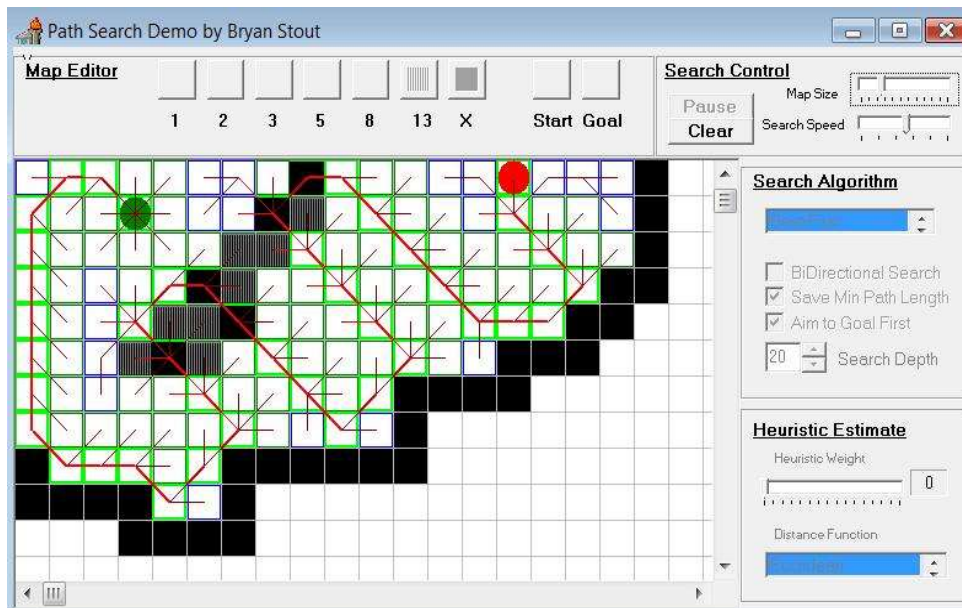 Path Search Demo by Bryan Stout
Map Editor
1 2 3 5 8 13 X Start Goal
Search Control
Map Size
Pause
Clear
Search Speed
Search Algorithm
BiDirectional Search
Save Min Path Length
Aim to Goal First
20 Search Depth
Heuristic Estimate
Heuristic Weight
0
Distance Function